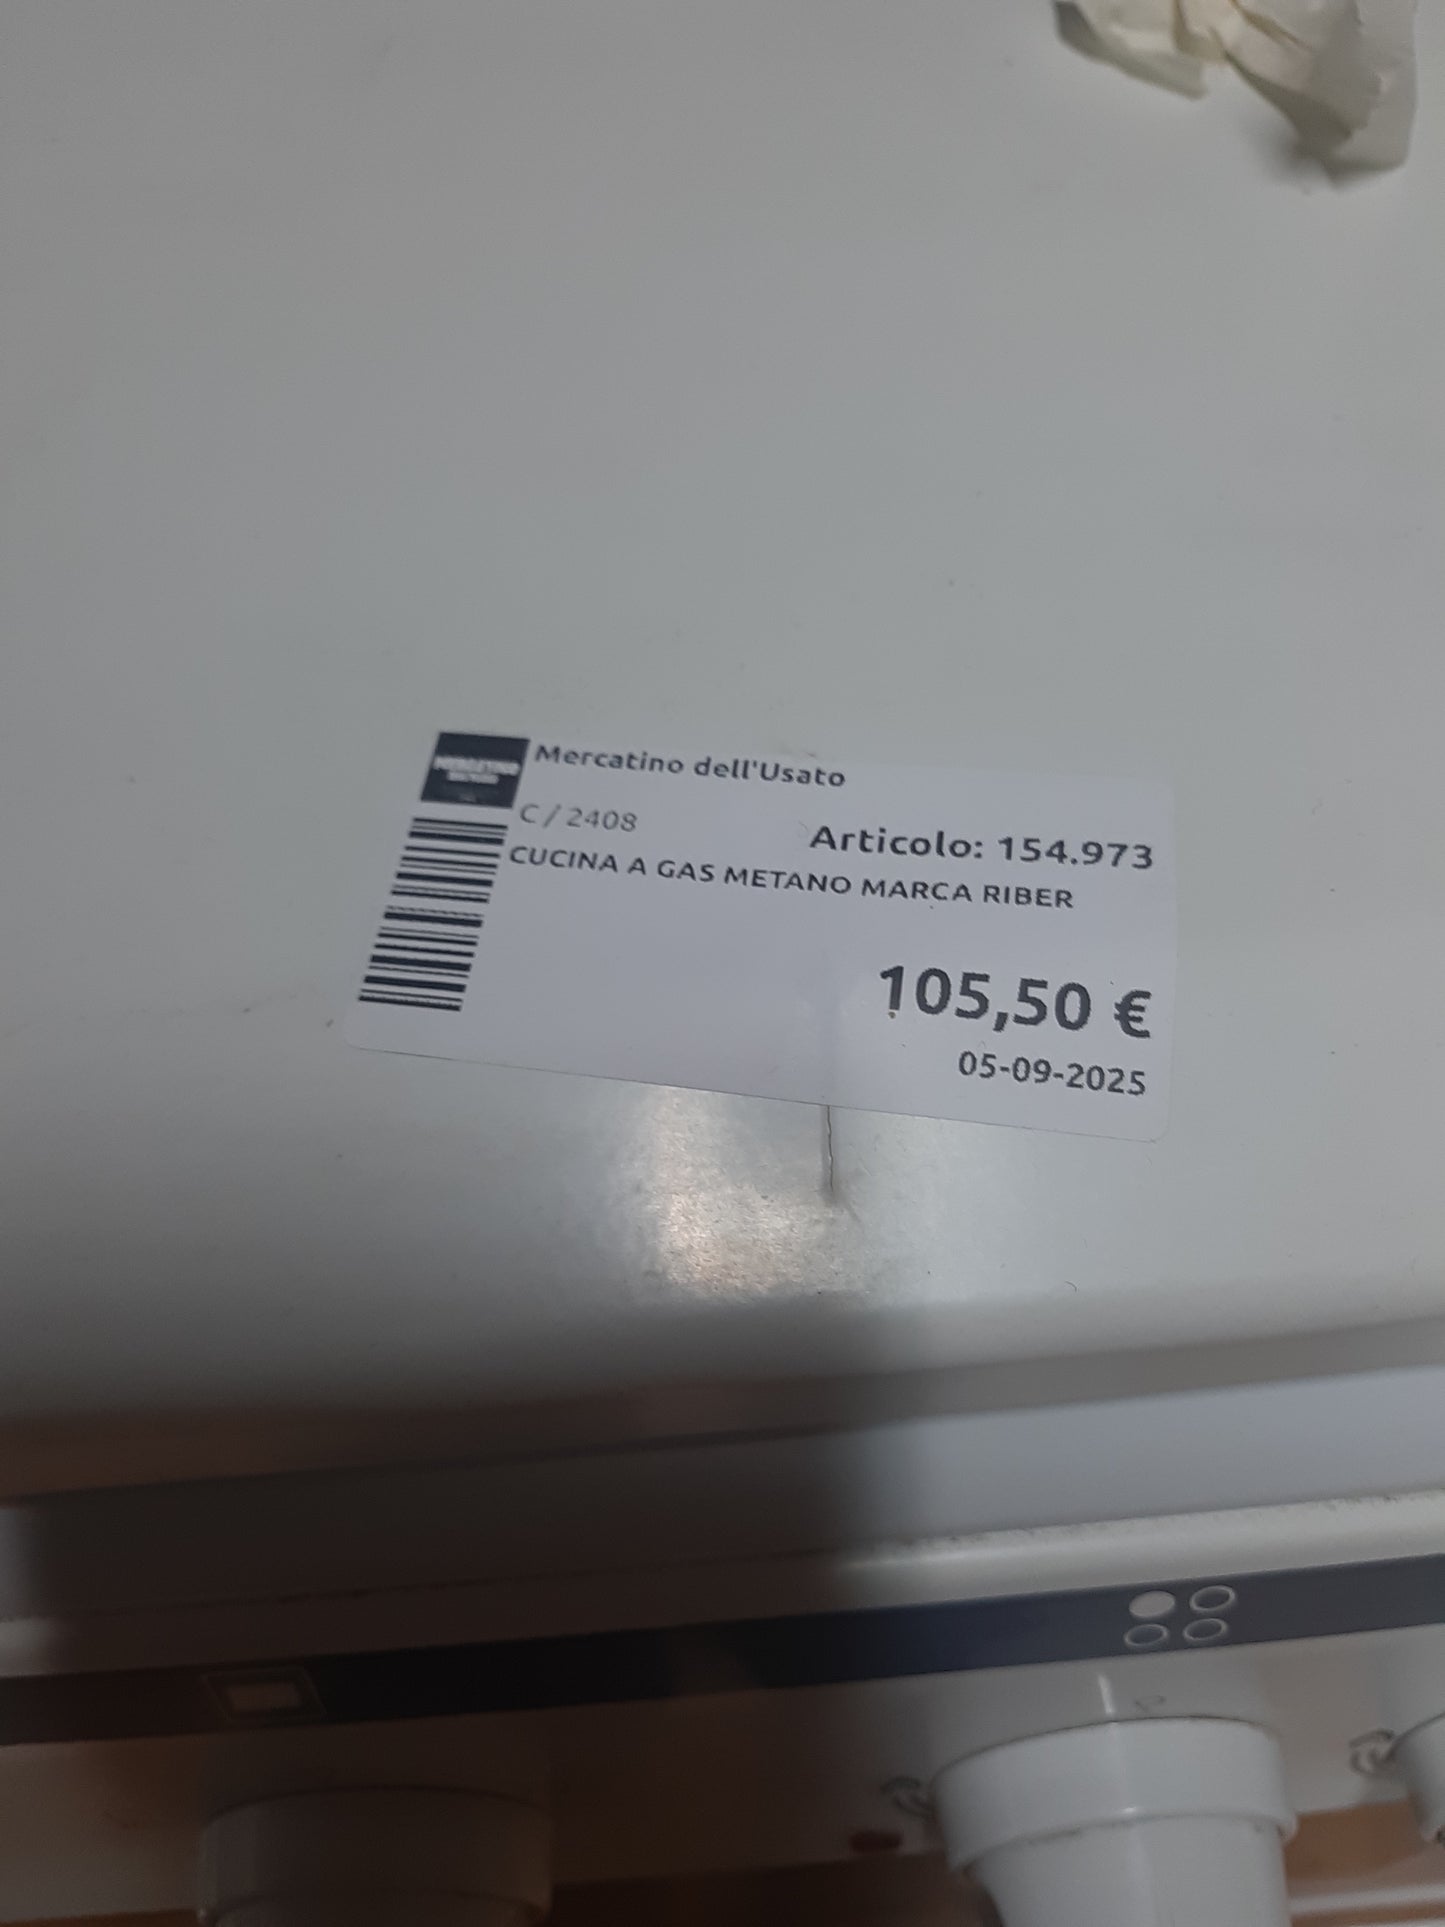 Mercatino dell'Usato
C / 2408
Articolo: 154.973
CUCINA A GAS METANO MARCA RIBER
105,50 €
05-09-2025